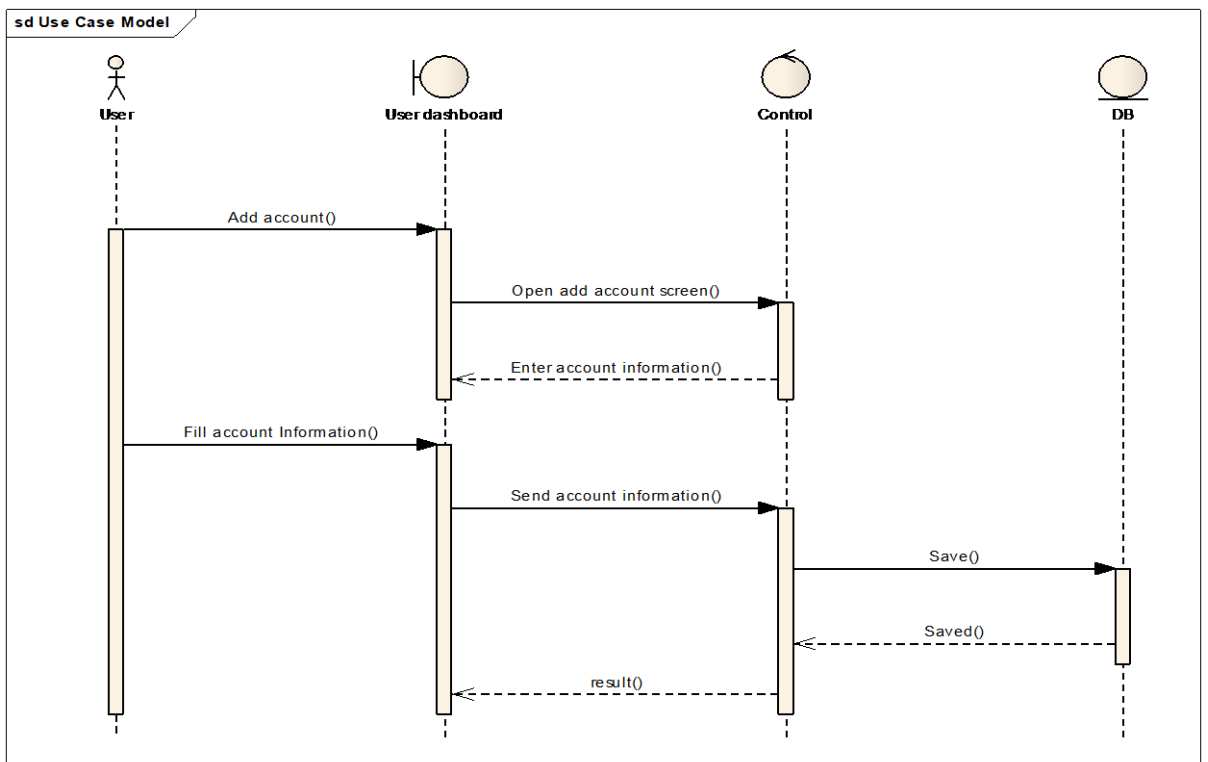 sd Use Case Model
User
User dashboard
Control
DB
Add account()
Open add account screen()
Enter account information()
Fill account Information()
Send account information()
Save()
Saved()
result()